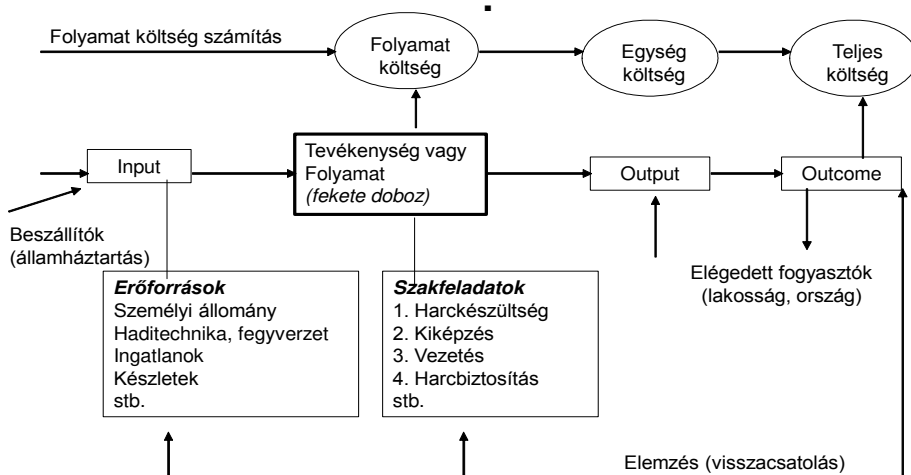 Folyamat költség számítás
Folyamat
költség
Egység
költség
Teljes
költség
Input
Tevékenység vagy
Folyamat
(fekete doboz)
Output
Outcome
Beszállítók
(államháztartás)
Elégedett fogyasztók
(lakosság, ország)
Erőforrások
Személyi állomány
Haditechnika, fegyverzet
Ingatlanok
Készletek
stb.
Szakfeladatok
1. Harckészültség
2. Kiképzés
3. Vezetés
4. Harcbiztosítás
stb.
Elemzés (visszacsatolás)